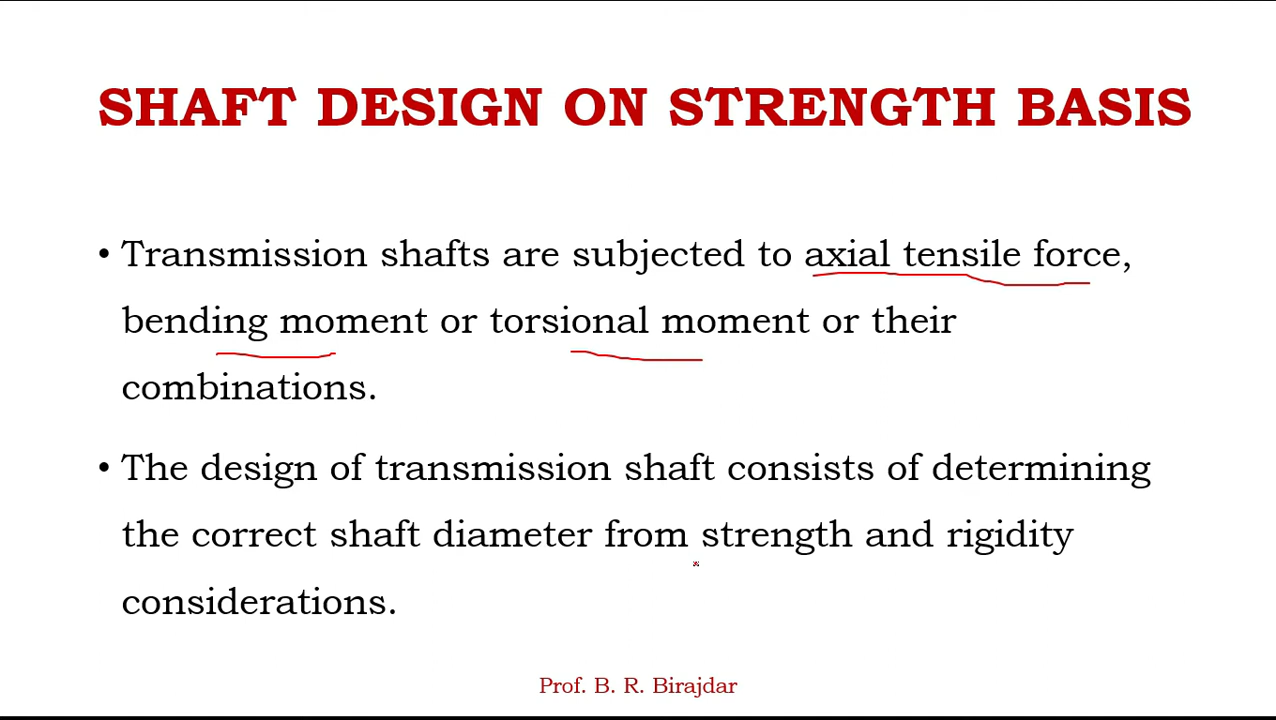 SHAFT DESIGN ON STRENGTH BASIS
• Transmission shafts are subjected to axial tensile force,
bending moment or torsional moment or their
combinations.
• The design of transmission shaft consists of determining
the correct shaft diameter from strength and rigidity
considerations.
Prof. B. R. Birajdar